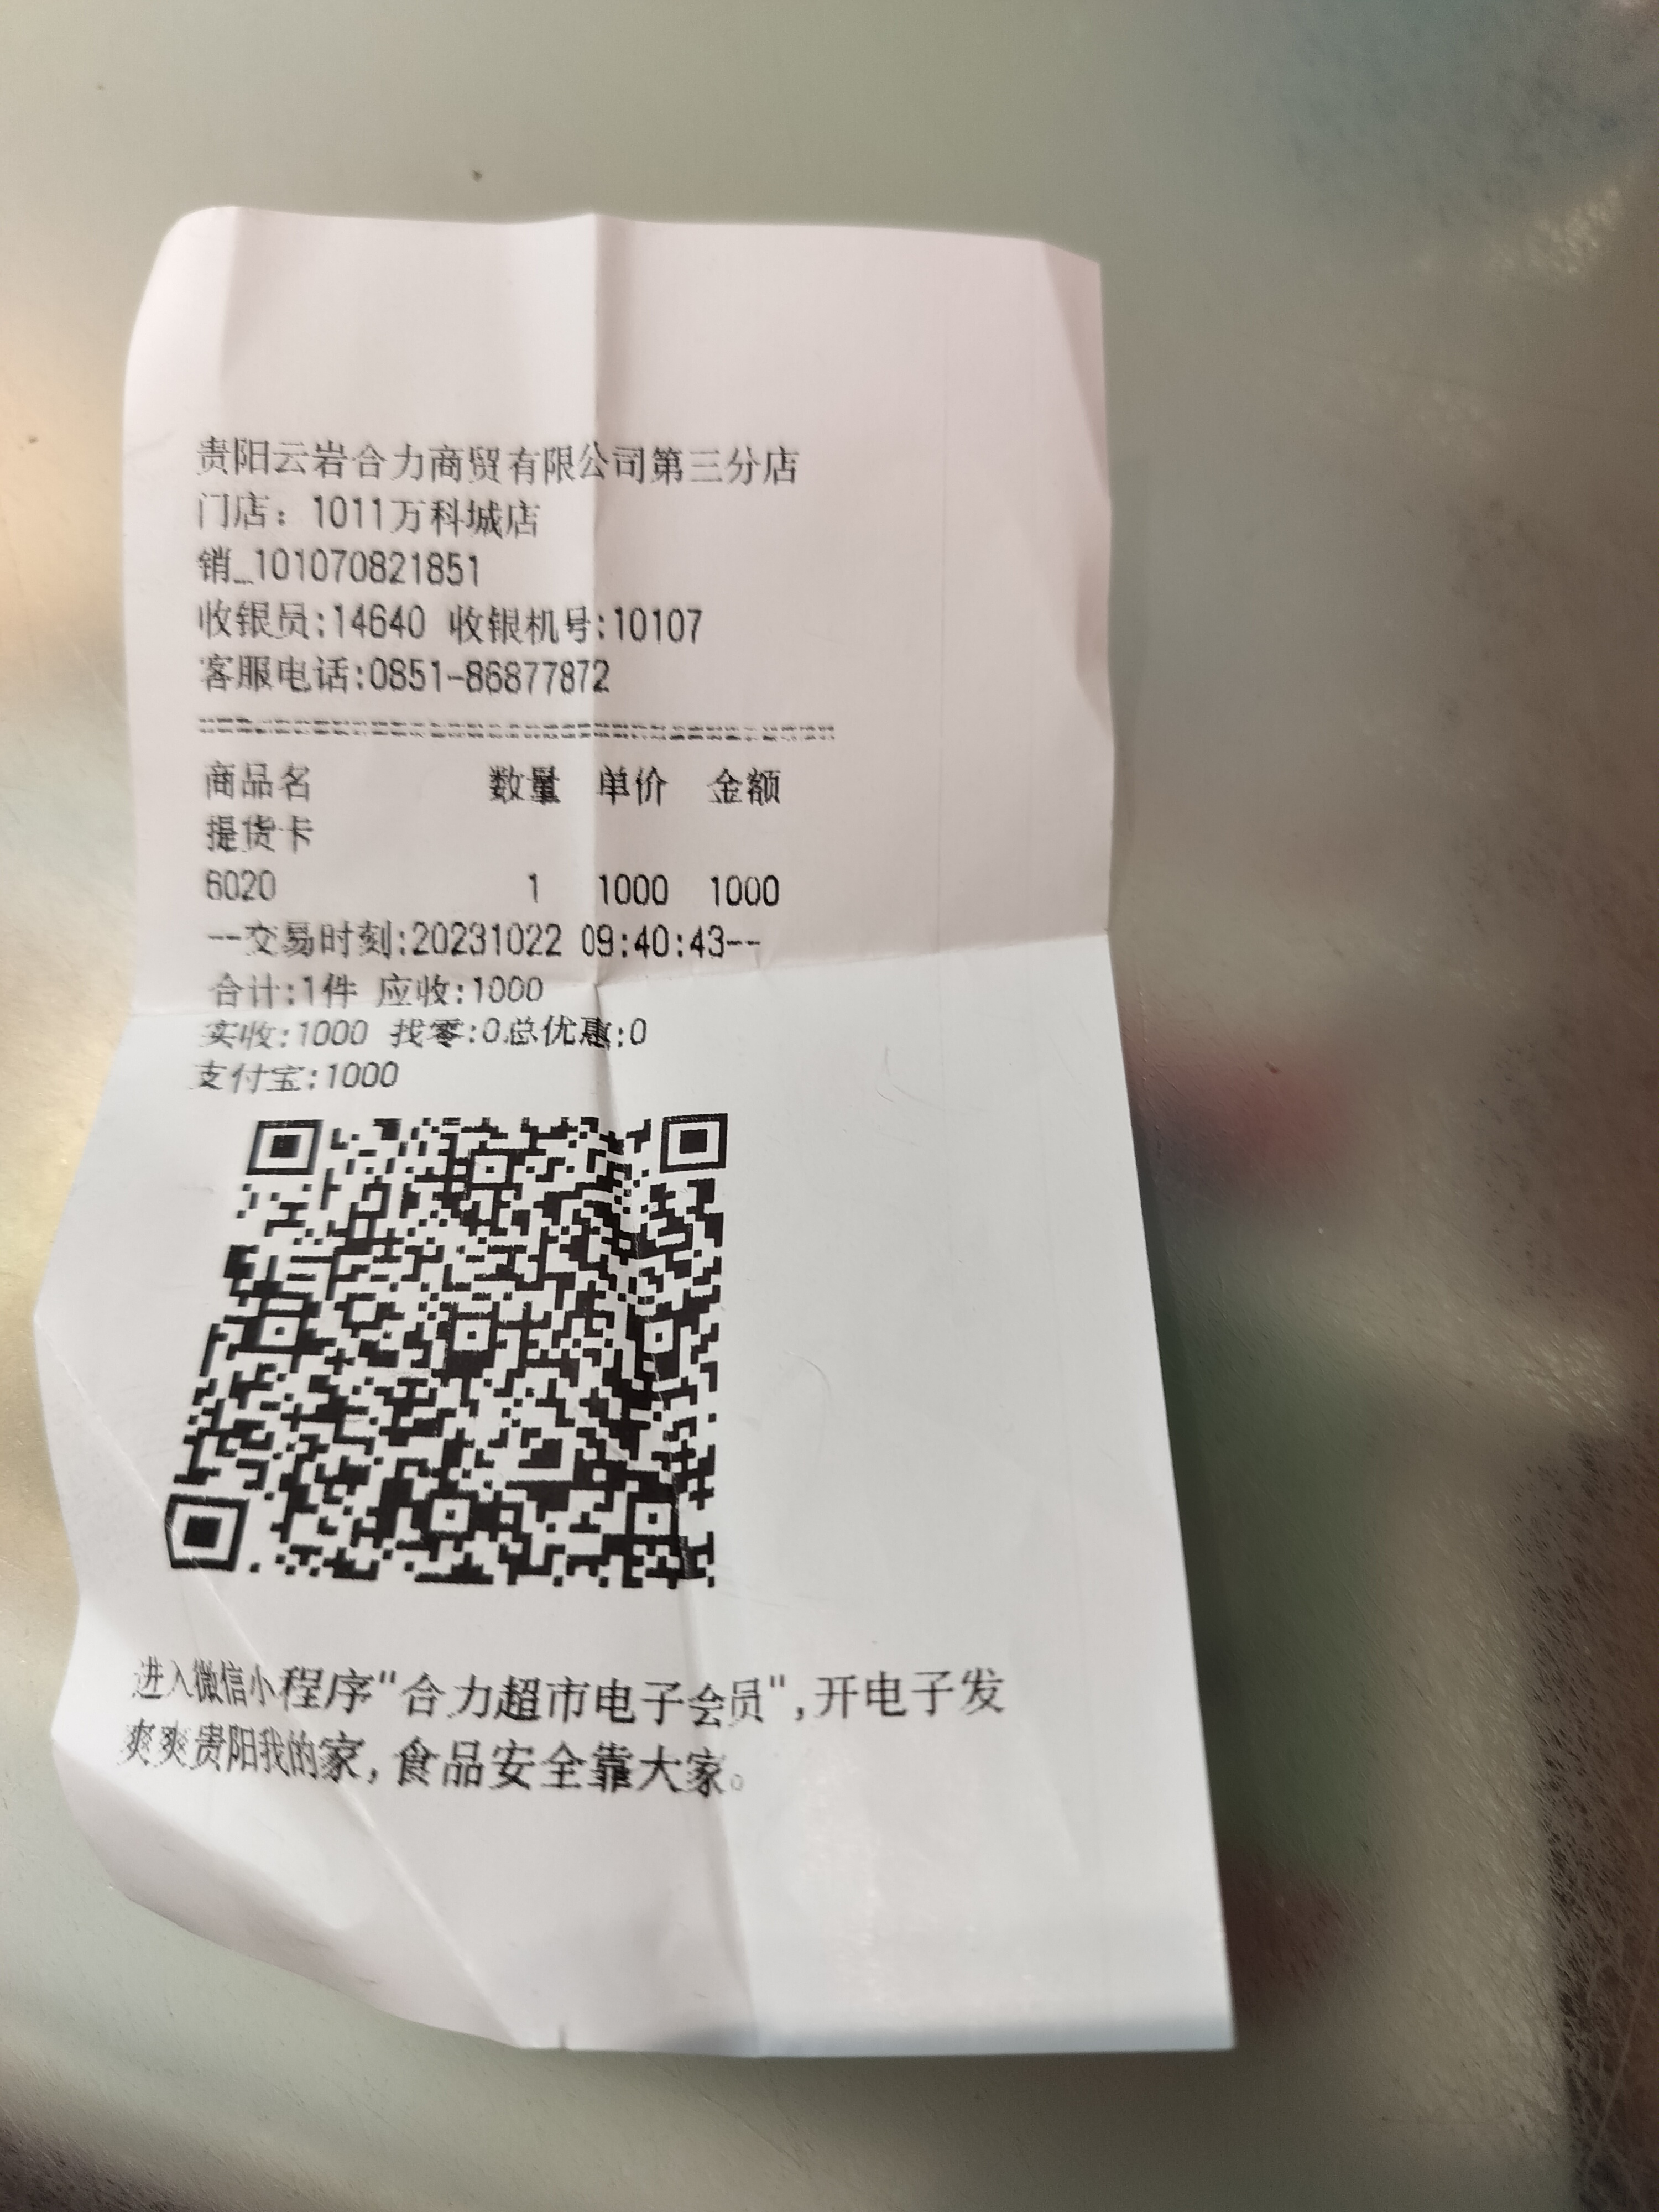 贵阳云岩合力商贸有限公司第三分店
门店：1011万科城店
销_101070821851
收银员:14640 收银机号:10107
客服电话:0851-86877872
商品名 数量 单价 金额
提货卡
6020 1 1000 1000
--交易时刻:20231022 09:40:43--
合计:1件 应收:1000
实收:1000 找零:0总优惠:0
支付宝:1000
进入微信小程序"合力超市电子会员",开电子发
爽爽贵阳我的家,食品安全靠大家。